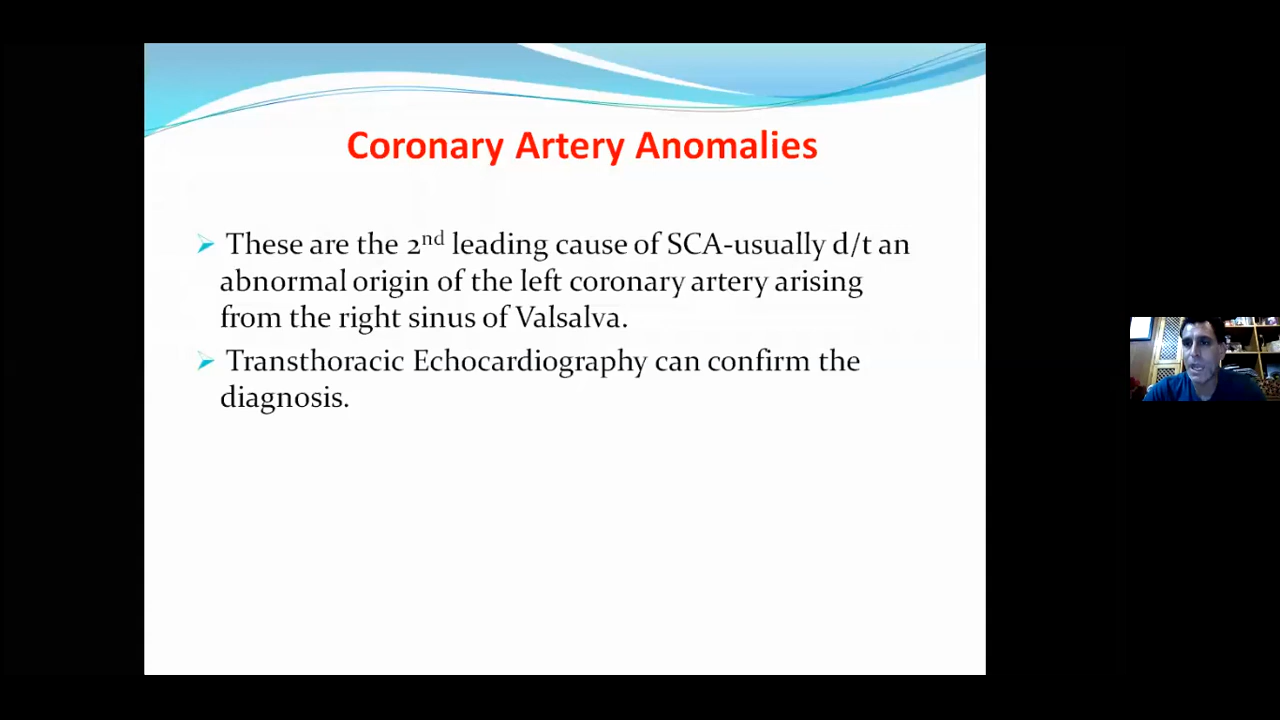 Coronary Artery Anomalies
These are the 2nd leading cause of SCA-usually d/t an
abnormal origin of the left coronary artery arising
from the right sinus of Valsalva.
Transthoracic Echocardiography can confirm the
diagnosis.